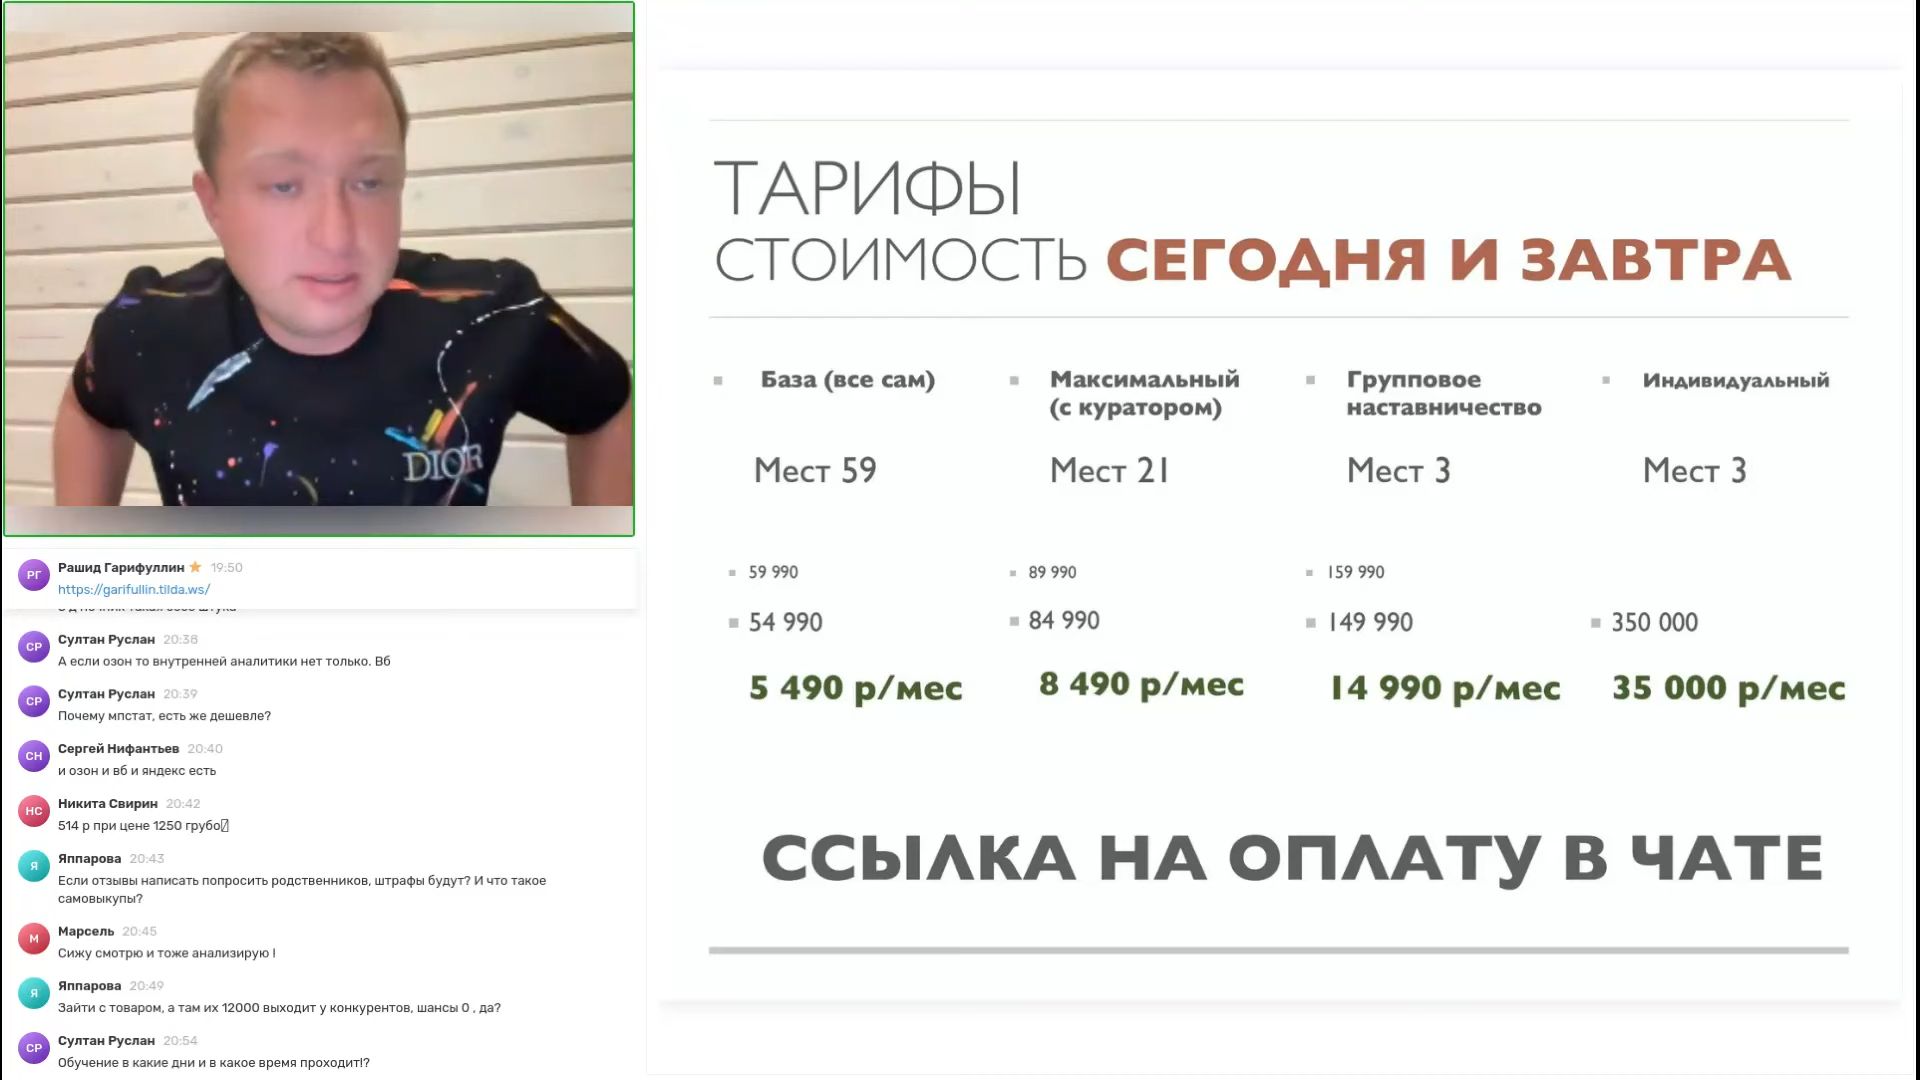 DIOR
РГ
Рашид Гарифуллин 19:50
https://garifullin.tilda.ws/
СР
Султан Руслан 20:38
А если озон то внутренней аналитики нет только. Вб
СР
Султан Руслан 20:39
Почему мпстат, есть же дешевле?
СН
Сергей Нифантьев 20:40
и озон и вб и яндекс есть
НС
Никита Свирин 20:42
514 р при цене 1250 грубо
Я
Яппарова 20:43
Если отзывы написать попросить родственников, штрафы будут? И что такое
самовыкупы?
М
Марсель 20:45
Сижу смотрю и тоже анализирую !
Я
Яппарова 20:49
Зайти с товаром, а там их 12000 выходит у конкурентов, шансы 0 , да?
СР
Султан Руслан 20:54
Обучение в какие дни и в какое время проходит!?
ТАРИФЫ
СТОИМОСТЬ СЕГОДНЯ И ЗАВТРА
База (все сам)
Мест 59
59 990
54 990
5 490 р/мес
Максимальный
(с куратором)
Мест 21
89 990
84 990
8 490 р/мес
Групповое
наставничество
Мест 3
159 990
149 990
14 990 р/мес
Индивидуальный
Мест 3
350 000
35 000 р/мес
ССЫЛКА НА ОПЛАТУ В ЧАТЕ